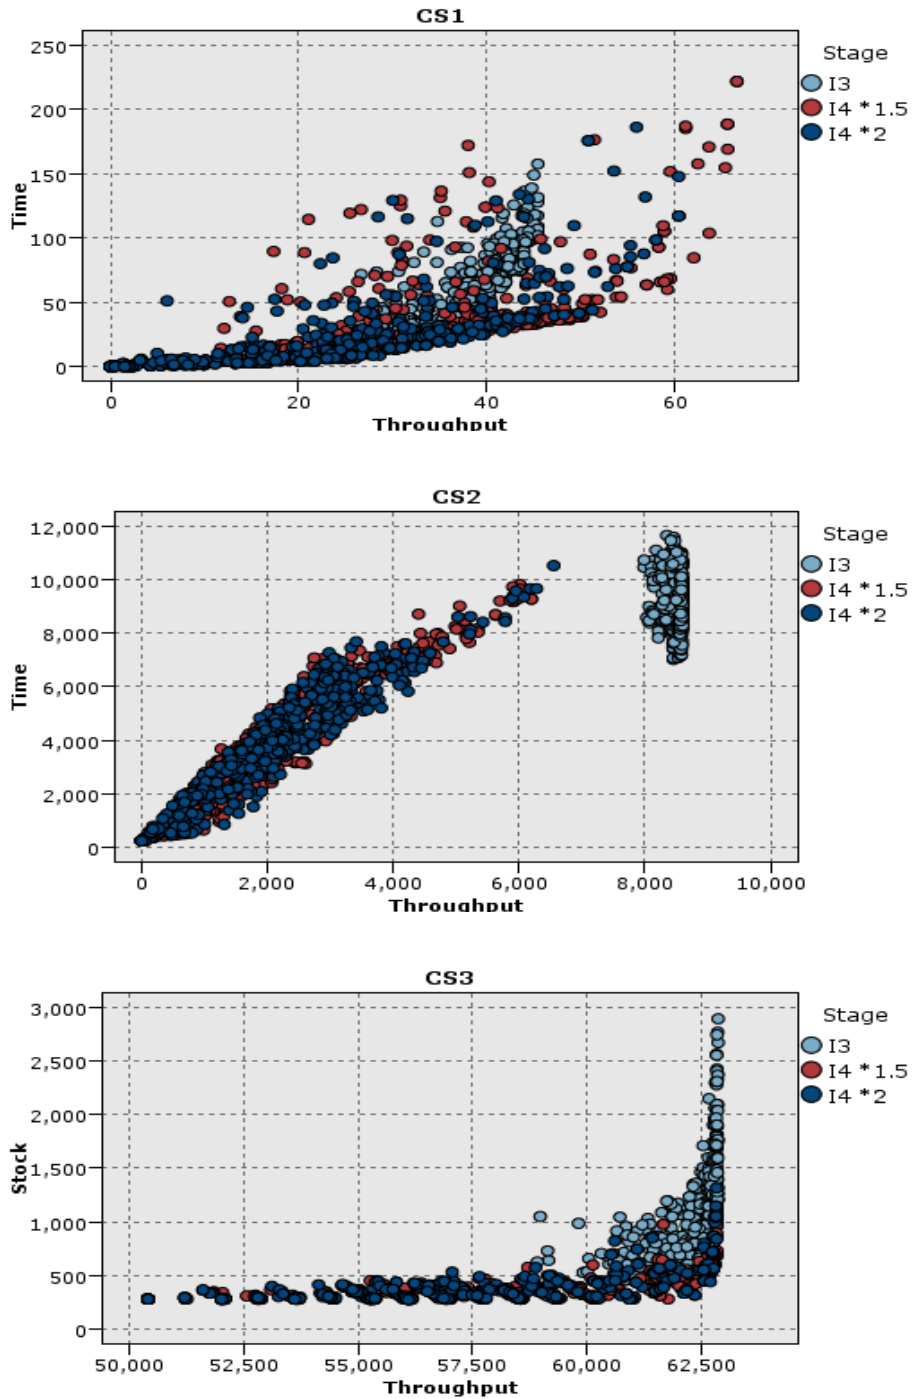 CS1
250
200
150
100
50
0
Time
0 20 40 60
Throughput
Stage
I3
I4 *1.5
I4 *2
CS2
12,000
10,000
8,000
6,000
4,000
2,000
0
Time
0 2,000 4,000 6,000 8,000 10,000
Throughput
Stage
I3
I4 *1.5
I4 *2
CS3
3,000
2,500
2,000
1,500
1,000
500
0
Stock
50,000 52,500 55,000 57,500 60,000 62,500
Throughput
Stage
I3
I4 *1.5
I4 *2